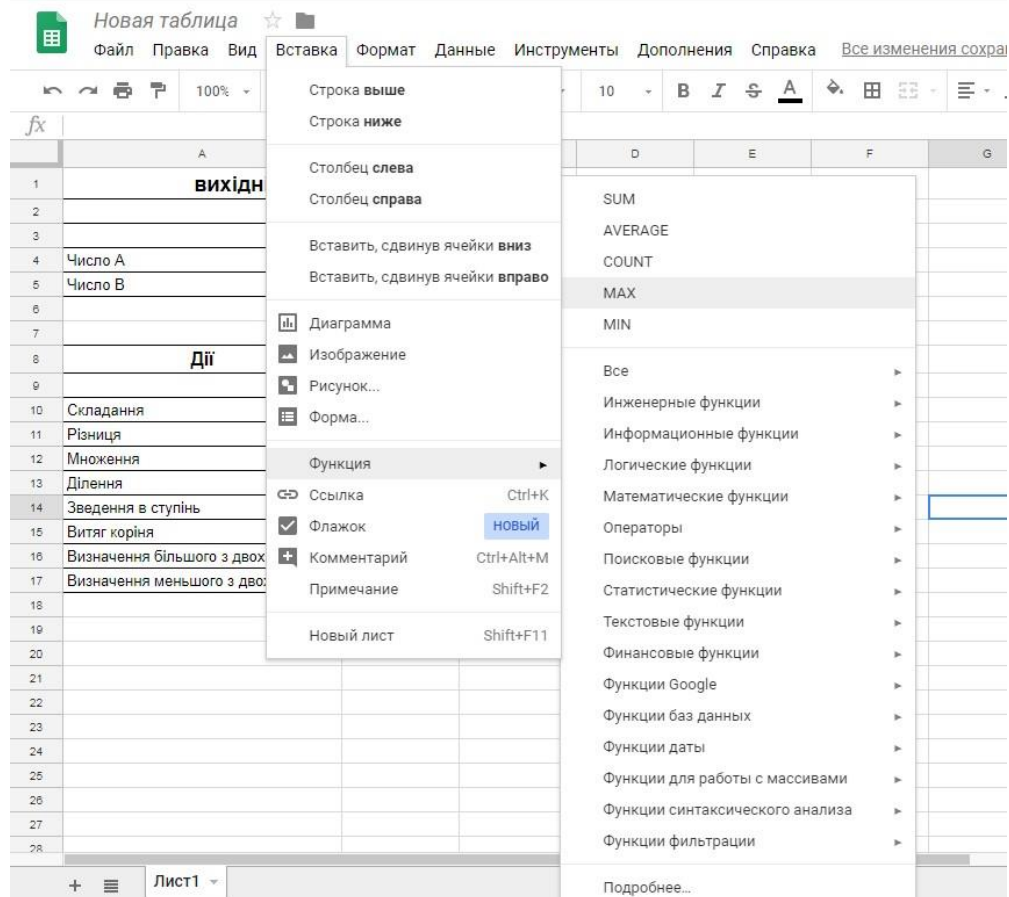 Новая таблица
Файл Правка Вид Вставка Формат Данные Инструменты Дополнения Справка Все изменения
100% 10 B I S A
fx
A D E F G
1 вихідн
2
3
4 Число А
5 Число В
6
7
8 Дії
9
10 Складання
11 Різниця
12 Множення
13 Ділення
14 Зведення в ступінь
15 Витяг коріня
16 Визначення більшого з двох
17 Визначення меньшого з
18
19
20
21
22
23
24
25
26
27
28
Строка выше
Строка ниже
Столбец слева
Столбец справа
Вставить, сдвинув ячейки вниз
Вставить, сдвинув ячейки вправо
Диаграмма
Изображение
Рисунок...
Форма...
Функция
Ссылка Ctrl+K
Флажок НОВЫЙ
Комментарий Ctrl+Alt+M
Примечание Shift+F2
Новый лист Shift+F11
SUM
AVERAGE
COUNT
MAX
MIN
Все
Инженерные функции
Информационные функции
Логические функции
Математические функции
Операторы
Поисковые функции
Статистические функции
Текстовые функции
Финансовые функции
Функции Google
Функции баз данных
Функции даты
Функции для работы с массивами
Функции синтаксического анализа
Функции фильтрации
Подробнее...
Лист1